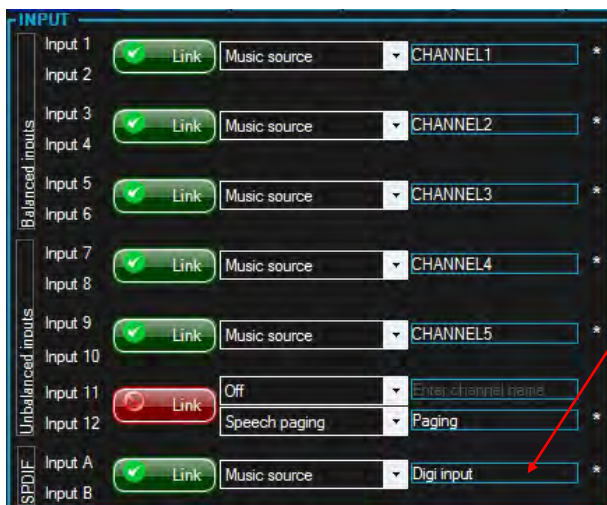 INPUT
Input 1
Link Music source CHANNEL1 *
Input 2
Input 3
Link Music source CHANNEL2 *
Input 4
Balanced inputs
Input 5
Link Music source CHANNEL3 *
Input 6
Input 7
Link Music source CHANNEL4 *
Input 8
Unbalanced inputs
Input 9
Link Music source CHANNEL5 *
Input 10
Input 11 Off Enter channel name
Link
Input 12 Speech paging Paging *
SPDIF
Input A
Link Music source Digi input *
Input B